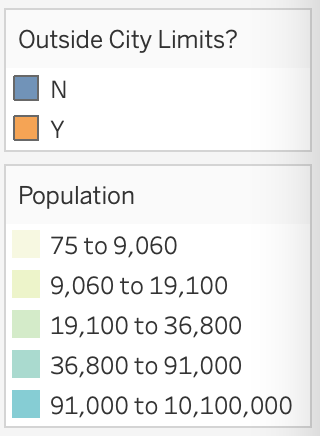 Outside City Limits?
N
Y
Population
75 to 9,060
9,060 to 19,100
19,100 to 36,800
36,800 to 91,000
91,000 to 10,100,000